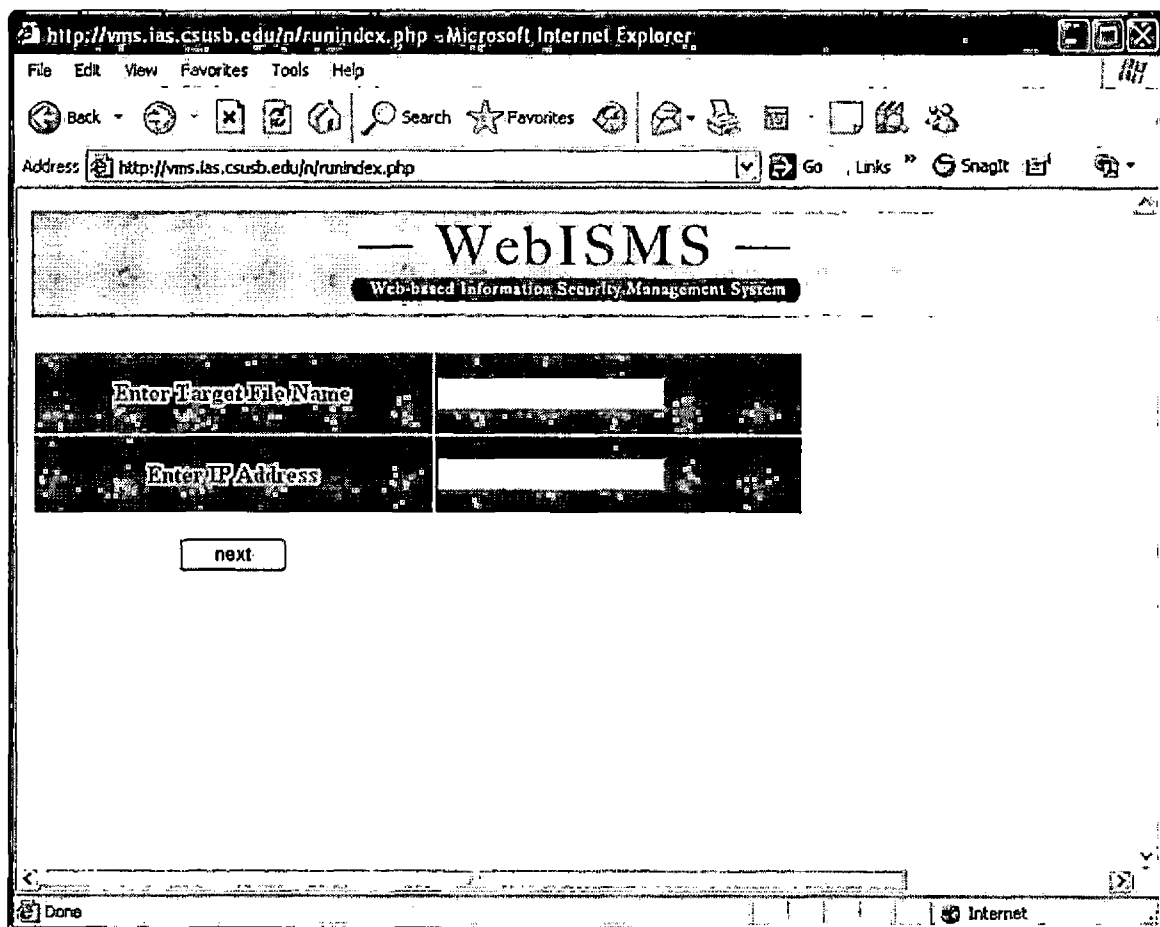 http://vms.ias.csusb.edu/n/runindex.php - Microsoft Internet Explorer
File Edit View Favorites Tools Help
Back Search Favorites
Address http://vms.ias.csusb.edu/n/runindex.php Go Links » SnagIt
— WebISMS —
Web-based Information Security Management System
Enter Target File Name
Enter IP Address
next
Done Internet